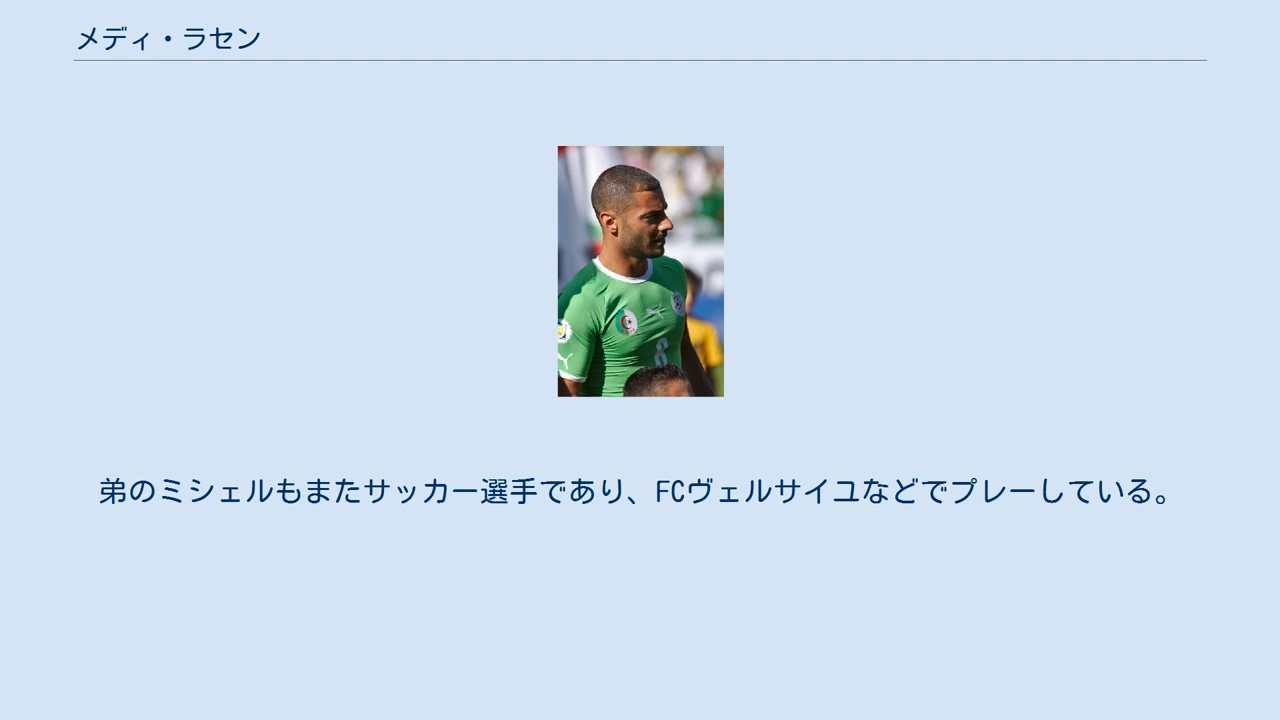 メディ・ラセン
8
弟のミシェルもまたサッカー選手であり、FCヴェルサイユなどでプレーしている。